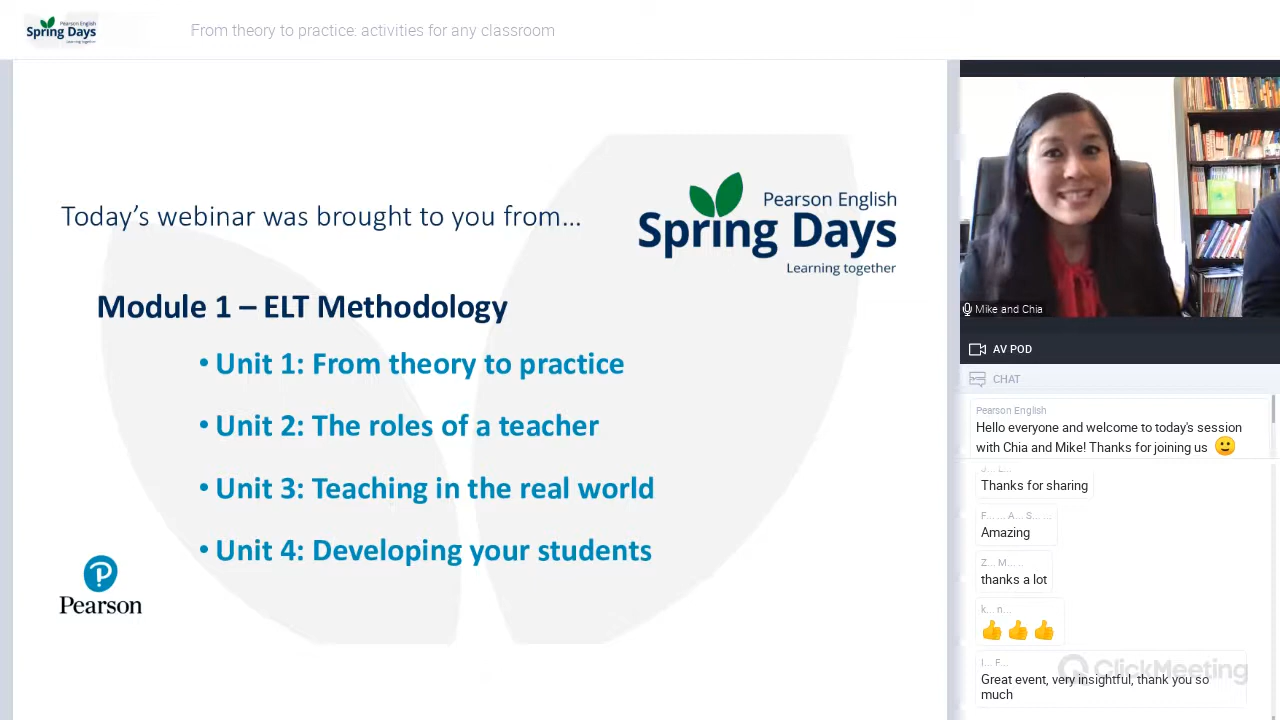 Pearson English
Spring Days
Learning together
From theory to practice: activities for any classroom
Today's webinar was brought to you from...
Pearson English
Spring Days
Learning together
Module 1 – ELT Methodology
• Unit 1: From theory to practice
• Unit 2: The roles of a teacher
• Unit 3: Teaching in the real world
• Unit 4: Developing your students
Pearson
Mike and Chia
AV POD
CHAT
Pearson English
Hello everyone and welcome to today's session
with Chia and Mike! Thanks for joining us 🙂
J... L...
Thanks for sharing
F... ... A... S... ...
Amazing
Z... M... ..
thanks a lot
k... n...
👍 👍 👍
I... F...
ClickMeeting
Great event, very insightful, thank you so
much